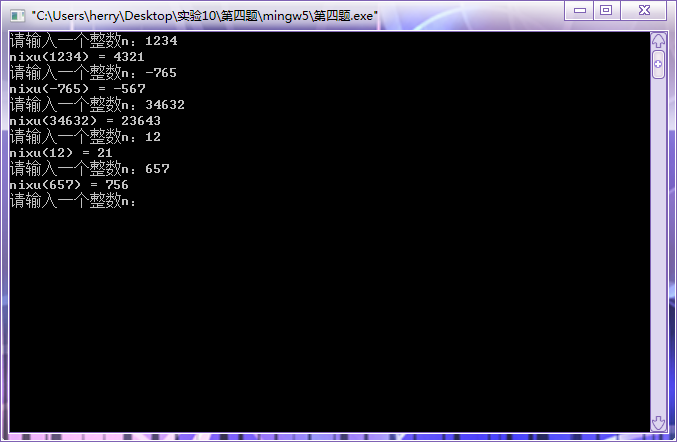 "C:\Users\herry\Desktop\实验10\第四题\mingw5\第四题.exe"
请输入一个整数n：1234
nixu(1234) = 4321
请输入一个整数n：-765
nixu(-765) = -567
请输入一个整数n：34632
nixu(34632) = 23643
请输入一个整数n：12
nixu(12) = 21
请输入一个整数n：657
nixu(657) = 756
请输入一个整数n：